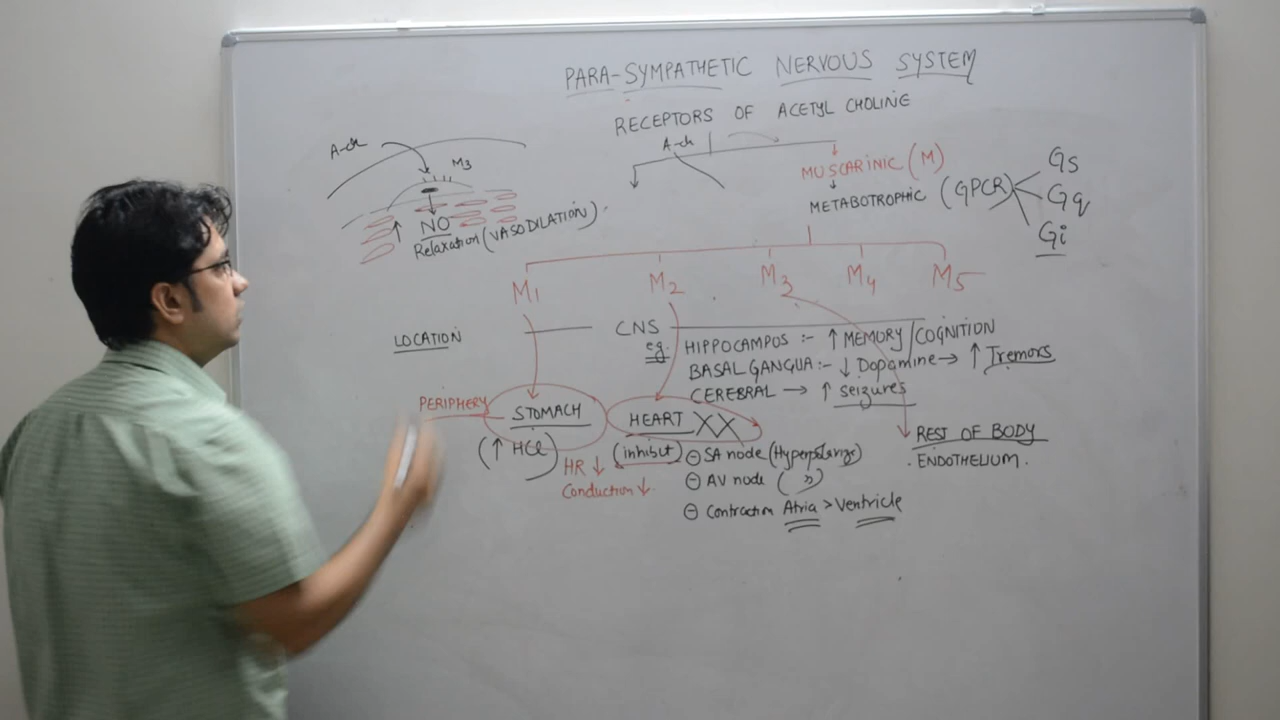 PARA-SYMPATHETIC NERVOUS SYSTEM
RECEPTORS OF ACETYL CHOLINE
A-ch
A-ch
M3
↑ NO
Relaxation (VASODILATION)
MUSCARINIC (M)
METABOTROPHIC (GPCR)
Gs
Gq
Gi
M1 M2 M3 M4 M5
LOCATION
CNS
eg. HIPPOCAMPOS :- ↑ MEMORY/COGNITION
BASAL GANGUA :- ↓ Dopamine → ↑ Tremors
CEREBRAL → ↑ seizures
PERIPHERY
STOMACH
(↑ HCl)
HEART XX
(inhibit)
HR ↓
Conduction ↓
⊖ SA node (Hyperpolarize)
⊖ AV node ( " )
⊖ Contraction Atria > Ventricle
REST OF BODY
. ENDOTHELIUM.